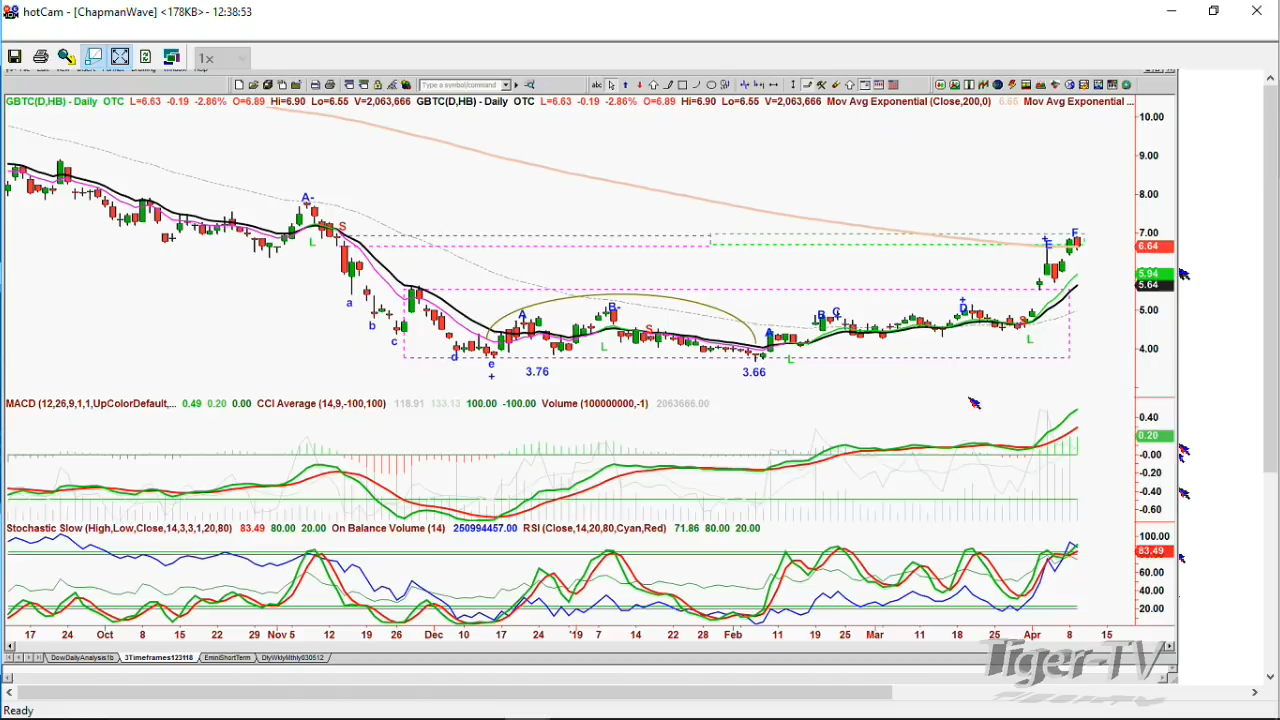 hotCam - [ChapmanWave] <178KB> - 12:38:53
1x
Type a symbol/command
abc
GBTC(D,HB) - Daily OTC L=6.63 -0.19 -2.86% O=6.89 Hi=6.90 Lo=6.55 V=2,063,666 GBTC(D,HB) - Daily OTC L=6.63 -0.19 -2.86% O=6.89 Hi=6.90 Lo=6.55 V=2,063,666 Mov Avg Exponential (Close,200,0) 6.66 Mov Avg Exponential ...
10.00
9.00
8.00
A-
S
L
7.00
F
E
6.64
5.94
5.64
a
b
c
d
e
+
A
B-
S
L
3.76
3.66
A
L
B
C
+
D
S
L
5.00
4.00
MACD (12,26,9,1,1,UpColorDefault,... 0.49 0.20 0.00 CCI Average (14,9,-100,100) 118.91 133.13 100.00 -100.00 Volume (100000000,-1) 2063666.00
0.40
0.20
-0.00
-0.20
-0.40
-0.60
Stochastic Slow (High,Low,Close,14,3,3,1,20,80) 83.49 80.00 20.00 On Balance Volume (14) 250994457.00 RSI (Close,14,20,80,Cyan,Red) 71.86 80.00 20.00
100.00
83.49
60.00
40.00
20.00
17 24 Oct 8 15 22 29 Nov 5 12 19 26 Dec 10 17 24 '19 7 14 22 28 Feb 11 19 25 Mar 11 18 25 Apr 8 15
DowDailyAnalysis1b 3Timeframes123118 EminiShortTerm DlyWklyMthly030512
Tiger-TV
Ready